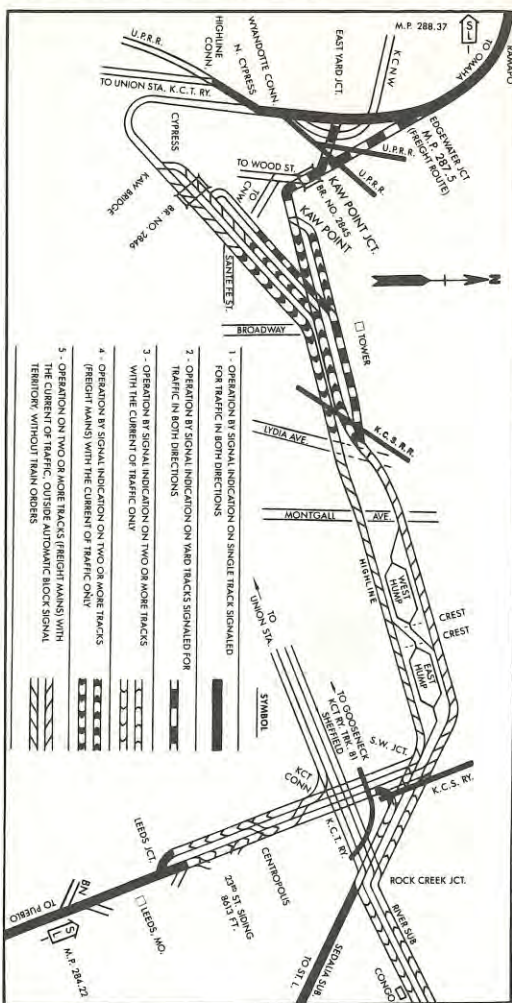 RAMAPO
TO OMAHA
M.P. 288.37
S L
EDGEWATER JCT
M.P. 287.5
(FREIGHT ROUTE)
K C N W
EAST YARD JCT.
WYANDOTTE CONN.
N. CYPRESS
HIGHLINE
CONN.
U.P.R.R.
U.P.R.R.
U.P.R.R.
TO UNION STA. K.C.T. RY.
CYPRESS
KAW BRIDGE
BR. NO. 2846
TO WOOD ST.
TO
CNW
KAW POINT JCT.
BR. NO. 2845
KAW POINT
SANTE FE ST.
BROADWAY
TOWER
N
K.C.S. R.R.
LYDIA AVE.
MONTGALL AVE.
HIGHLINE
WEST
HUMP
CREST
CREST
EAST
HUMP
TO
UNION STA.
TO GOOSENECK
KCT RY. TRK. 81
SHEFFIELD
S.W. JCT.
K.C.S. RY.
KCT
CONN
K.C.T. RY.
ROCK CREEK JCT.
RIVER SUB
CONGO
SEDALIA SUB
TO ST. L
LEEDS JCT.
CENTROPOLIS
23RD ST. SIDING
8613 FT.
BN
LEEDS, MO.
TO PUEBLO
S L
M.P. 284.22
SYMBOL
1 - OPERATION BY SIGNAL INDICATION ON SINGLE TRACK SIGNALED
FOR TRAFFIC IN BOTH DIRECTIONS
2 - OPERATION BY SIGNAL INDICATION ON YARD TRACKS SIGNALED FOR
TRAFFIC IN BOTH DIRECTIONS
3 - OPERATION BY SIGNAL INDICATION ON TWO OR MORE TRACKS
WITH THE CURRENT OF TRAFFIC ONLY
4 - OPERATION BY SIGNAL INDICATION ON TWO OR MORE TRACKS
(FREIGHT MAINS) WITH THE CURRENT OF TRAFFIC ONLY
5 - OPERATION ON TWO OR MORE TRACKS (FREIGHT MAINS) WITH
THE CURRENT OF TRAFFIC, OUTSIDE AUTOMATIC BLOCK SIGNAL
TERRITORY, WITHOUT TRAIN ORDERS